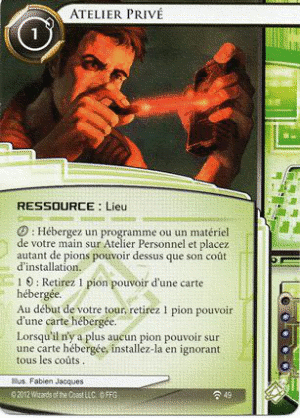 ATELIER PRIVÉ
1
RESSOURCE : Lieu
: Hébergez un programme ou un matériel
de votre main sur Atelier Personnel et placez
autant de pions pouvoir dessus que son coût
d'installation.
1 : Retirez 1 pion pouvoir d'une carte
hébergée.
Au début de votre tour, retirez 1 pion pouvoir
d'une carte hébergée.
Lorsqu'il n'y a plus aucun pion pouvoir sur
une carte hébergée, installez-la en ignorant
tous les coûts .
Illus. Fabien Jacques
© 2012 Wizards of the Coast LLC. © FFG
49